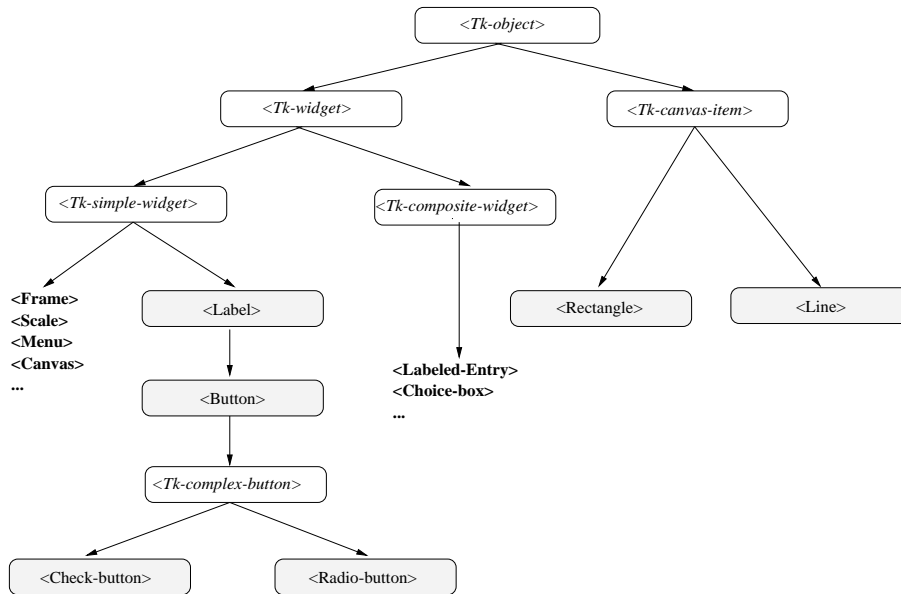 <Tk-object>
<Tk-widget>
<Tk-canvas-item>
<Tk-simple-widget>
<Tk-composite-widget>
<Frame>
<Scale>
<Menu>
<Canvas>
...
<Label>
<Rectangle>
<Line>
<Labeled-Entry>
<Choice-box>
...
<Button>
<Tk-complex-button>
<Check-button>
<Radio-button>